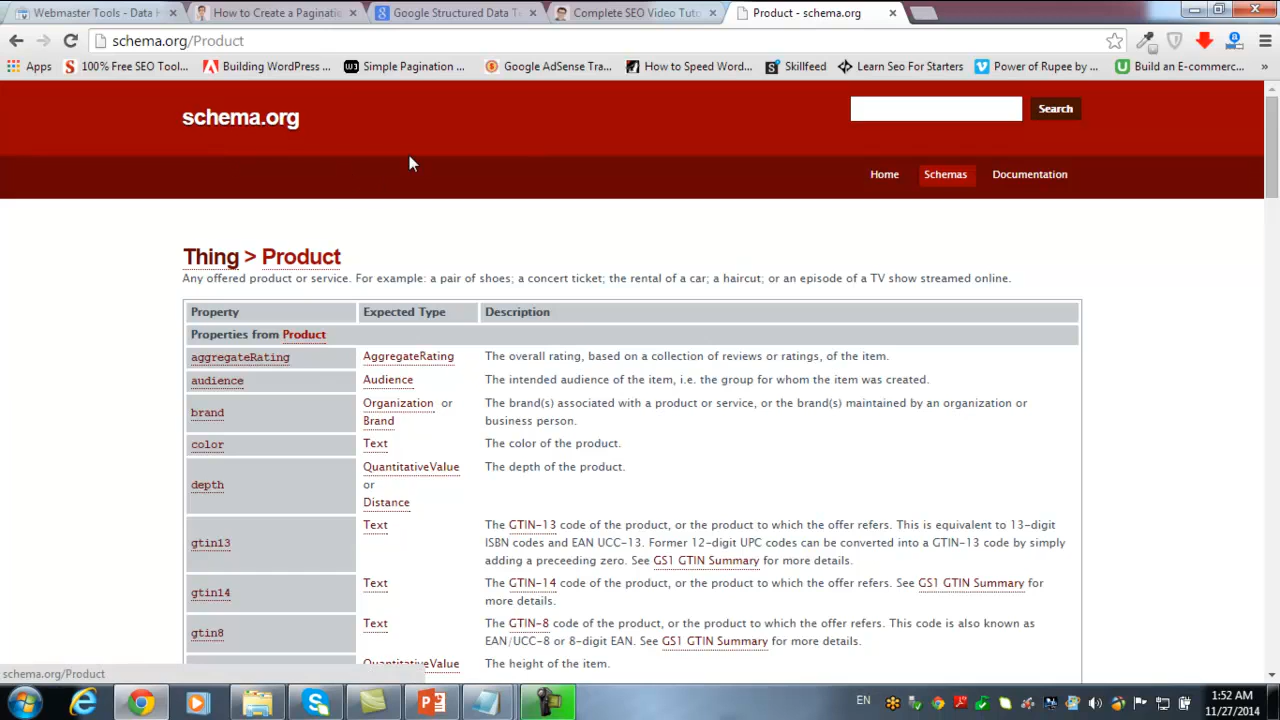 Webmaster Tools - Data H
How to Create a Paginatio
Google Structured Data T
Complete SEO Video Tuto
Product - schema.org
schema.org/Product
Apps
100% Free SEO Tool...
Building WordPress ...
Simple Pagination ...
Google AdSense Tra...
How to Speed Word...
Skillfeed
Learn Seo For Starters
Power of Rupee by ...
Build an E-commerc...
»
schema.org
Search
Home
Schemas
Documentation
Thing > Product
Any offered product or service. For example: a pair of shoes; a concert ticket; the rental of a car; a haircut; or an episode of a TV show streamed online.
Property Expected Type Description
Properties from Product
aggregateRating AggregateRating The overall rating, based on a collection of reviews or ratings, of the item.
audience Audience The intended audience of the item, i.e. the group for whom the item was created.
brand Organization or The brand(s) associated with a product or service, or the brand(s) maintained by an organization or
Brand business person.
color Text The color of the product.
depth QuantitativeValue The depth of the product.
or
Distance
gtin13 Text The GTIN-13 code of the product, or the product to which the offer refers. This is equivalent to 13-digit
ISBN codes and EAN UCC-13. Former 12-digit UPC codes can be converted into a GTIN-13 code by simply
adding a preceeding zero. See GS1 GTIN Summary for more details.
gtin14 Text The GTIN-14 code of the product, or the product to which the offer refers. See GS1 GTIN Summary for
more details.
gtin8 Text The GTIN-8 code of the product, or the product to which the offer refers. This code is also known as
EAN/UCC-8 or 8-digit EAN. See GS1 GTIN Summary for more details.
QuantitativeValue The height of the item.
schema.org/Product
EN
1:52 AM
11/27/2014